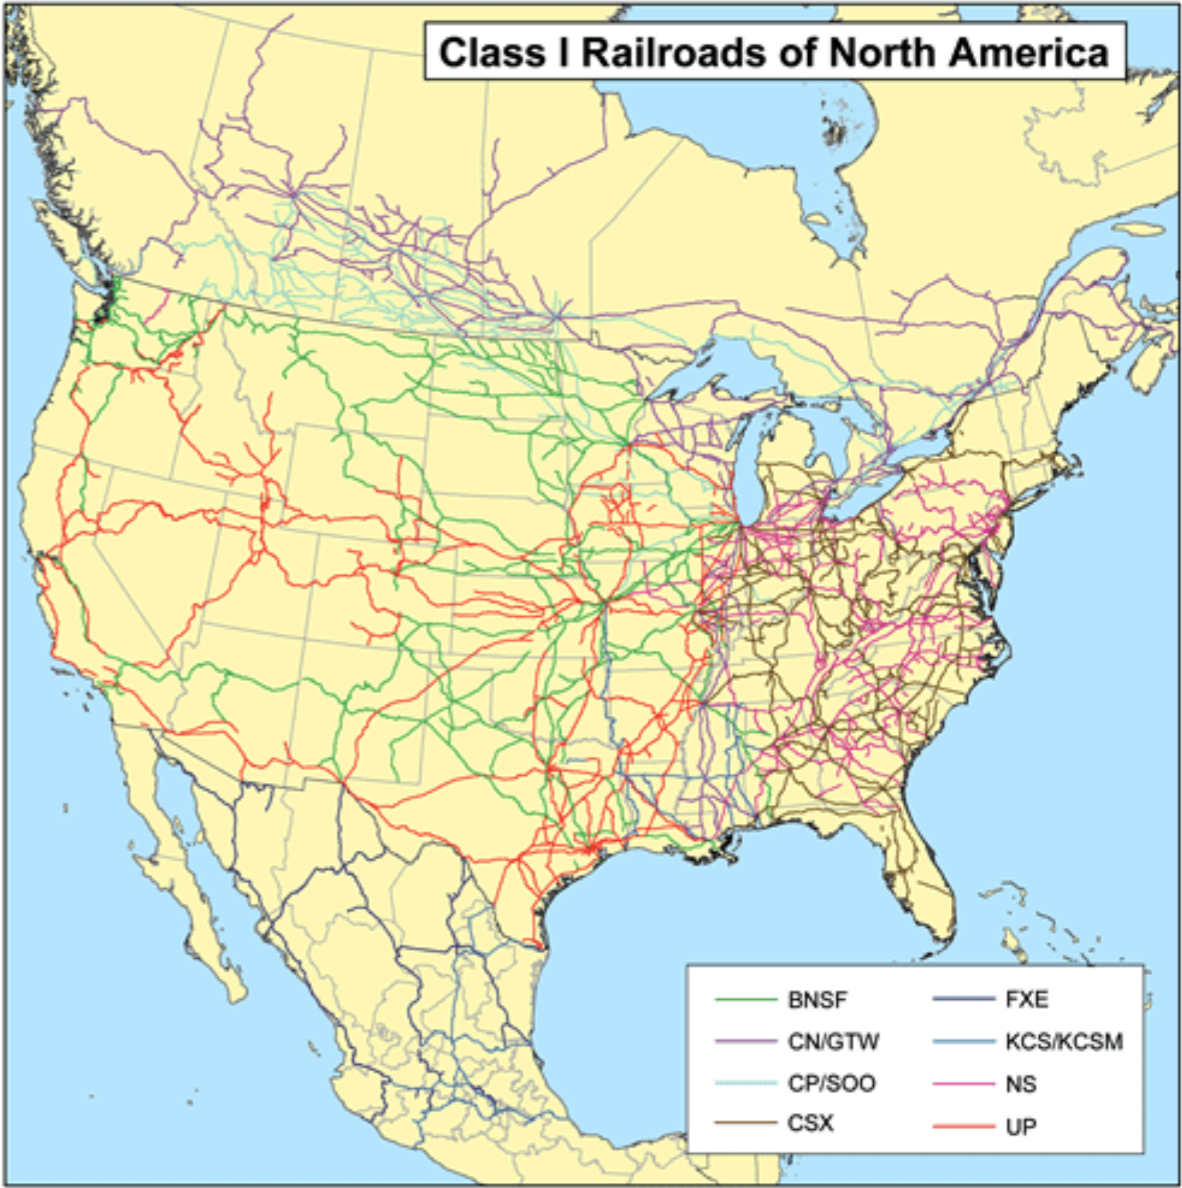 Class I Railroads of North America
BNSF
CN/GTW
CP/SOO
CSX
FXE
KCS/KCSM
NS
UP